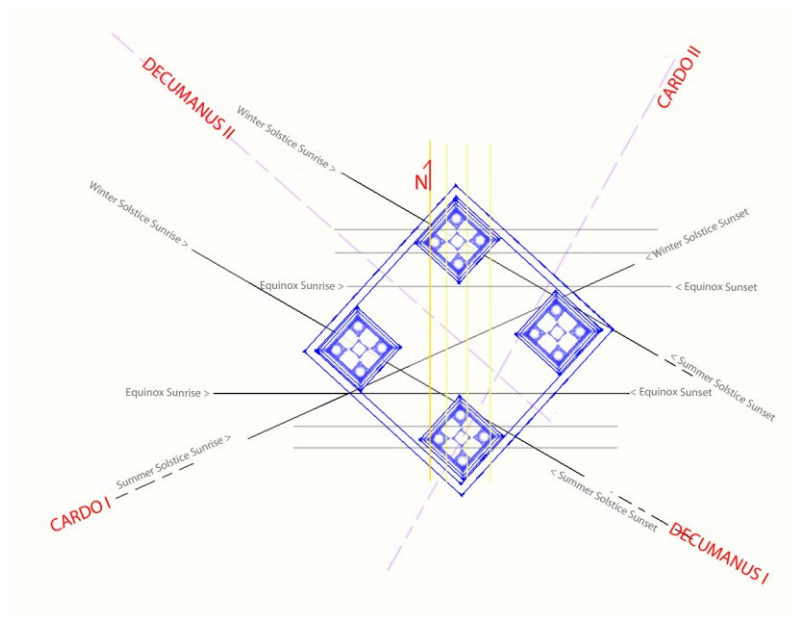 CARDO II
DECUMANUS II
Winter Solstice Sunrise >
N
Winter Solstice Sunrise >
< Winter Solstice Sunset
Equinox Sunrise >
< Equinox Sunset
< Summer Solstice Sunset
Equinox Sunrise >
< Equinox Sunset
Summer Solstice Sunrise >
< Summer Solstice Sunset
CARDO I
DECUMANUS I